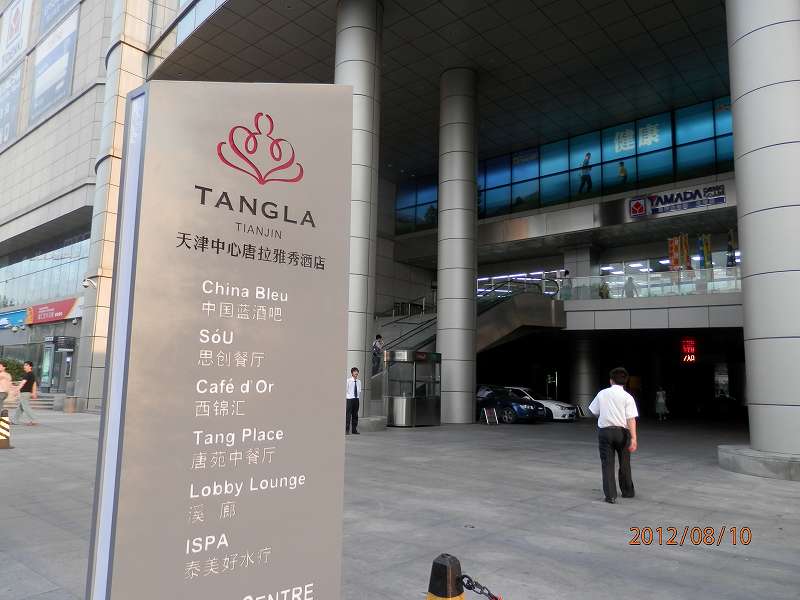 TANGLA
TIANJIN
天津中心唐拉雅秀酒店
China Bleu
中国蓝酒吧
SóU
思创餐厅
Café d'Or
西锦汇
Tang Place
唐苑中餐厅
Lobby Lounge
溪廊
ISPA
泰美好水疗
CENTRE
健康
YAMADA
2012/08/10